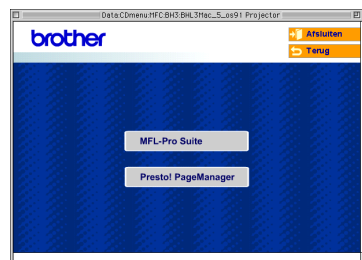 Data:CDmenu:MFC:BH3:BHL3Mac_5_os91 Projector
brother
Afsluiten
Terug
MFL-Pro Suite
Presto! PageManager